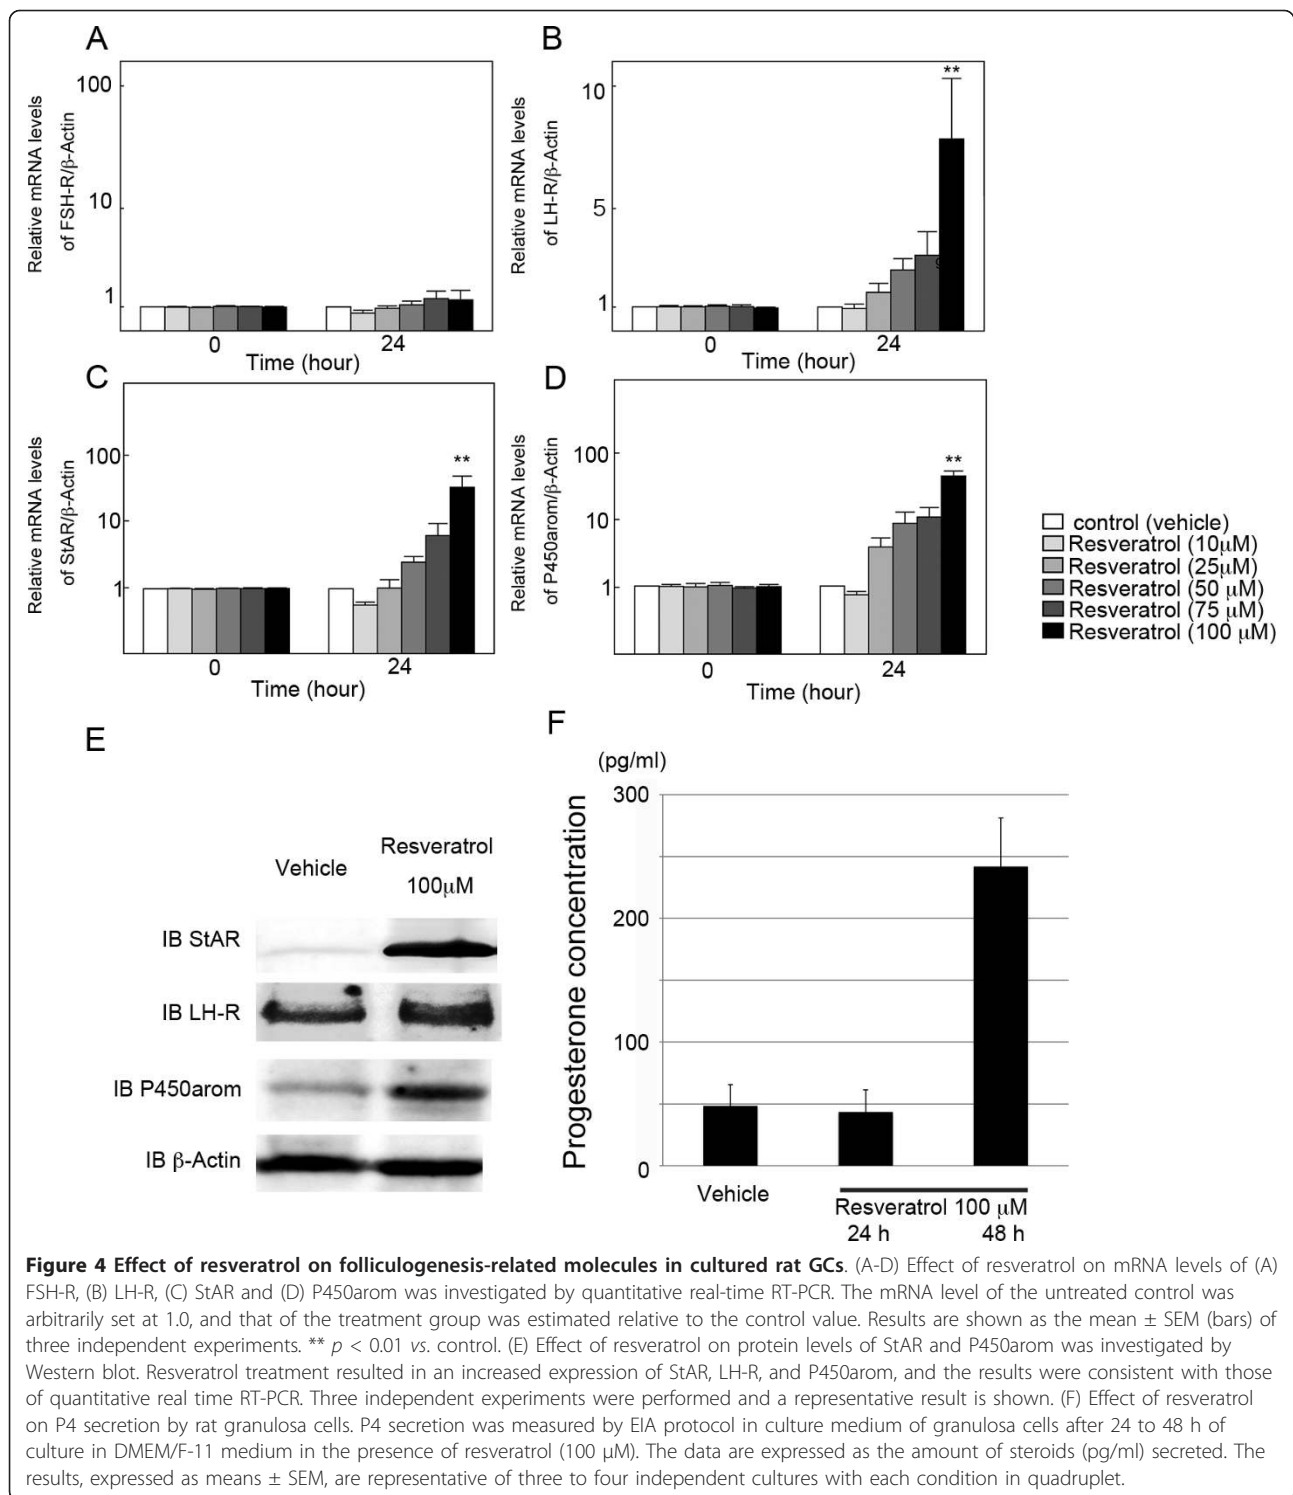 A
Relative mRNA levels
of FSH-R/β-Actin
100
10
1
0
24
Time (hour)
B
Relative mRNA levels
of LH-R/β-Actin
10
5
1
**
0
24
Time (hour)
C
Relative mRNA levels
of StAR/β-Actin
100
10
1
**
0
24
Time (hour)
D
Relative mRNA levels
of P450arom/β-Actin
100
10
1
**
0
24
Time (hour)
control (vehicle)
Resveratrol (10μM)
Resveratrol (25μM)
Resveratrol (50 μM)
Resveratrol (75 μM)
Resveratrol (100 μM)
E
Vehicle
Resveratrol
100μM
IB StAR
IB LH-R
IB P450arom
IB β-Actin
F
(pg/ml)
Progesterone concentration
300
200
100
0
Vehicle
Resveratrol 100 μM
24 h
48 h
Figure 4 Effect of resveratrol on folliculogenesis-related molecules in cultured rat GCs. (A-D) Effect of resveratrol on mRNA levels of (A)
FSH-R, (B) LH-R, (C) StAR and (D) P450arom was investigated by quantitative real-time RT-PCR. The mRNA level of the untreated control was
arbitrarily set at 1.0, and that of the treatment group was estimated relative to the control value. Results are shown as the mean ± SEM (bars) of
three independent experiments. ** p < 0.01 vs. control. (E) Effect of resveratrol on protein levels of StAR and P450arom was investigated by
Western blot. Resveratrol treatment resulted in an increased expression of StAR, LH-R, and P450arom, and the results were consistent with those
of quantitative real time RT-PCR. Three independent experiments were performed and a representative result is shown. (F) Effect of resveratrol
on P4 secretion by rat granulosa cells. P4 secretion was measured by EIA protocol in culture medium of granulosa cells after 24 to 48 h of
culture in DMEM/F-11 medium in the presence of resveratrol (100 μM). The data are expressed as the amount of steroids (pg/ml) secreted. The
results, expressed as means ± SEM, are representative of three to four independent cultures with each condition in quadruplet.